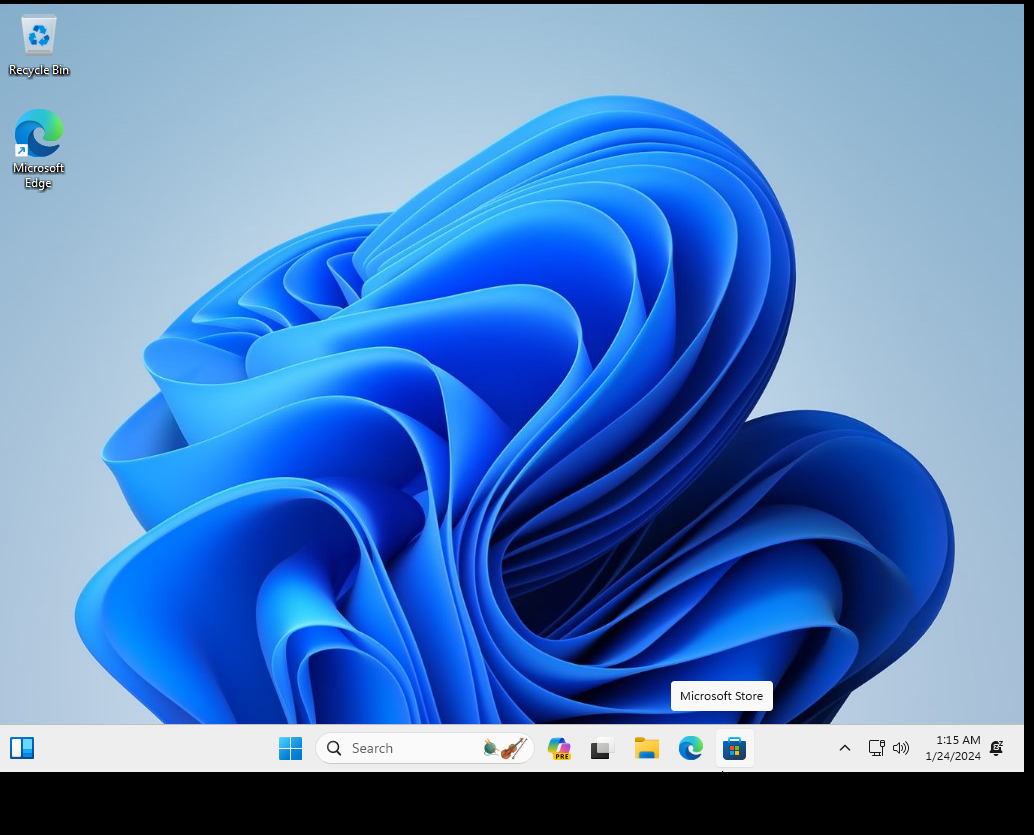 Recycle Bin
Microsoft
Edge
Microsoft Store
Search
PRE
1:15 AM
1/24/2024